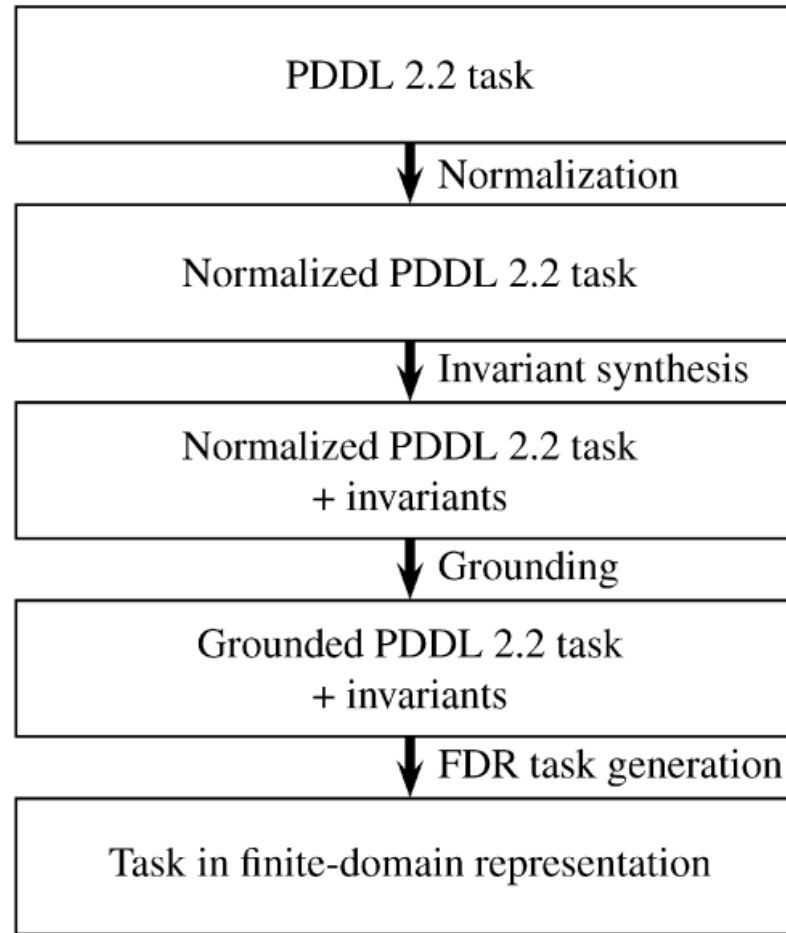 PDDL 2.2 task
Normalization
Normalized PDDL 2.2 task
Invariant synthesis
Normalized PDDL 2.2 task
+ invariants
Grounding
Grounded PDDL 2.2 task
+ invariants
FDR task generation
Task in finite-domain representation